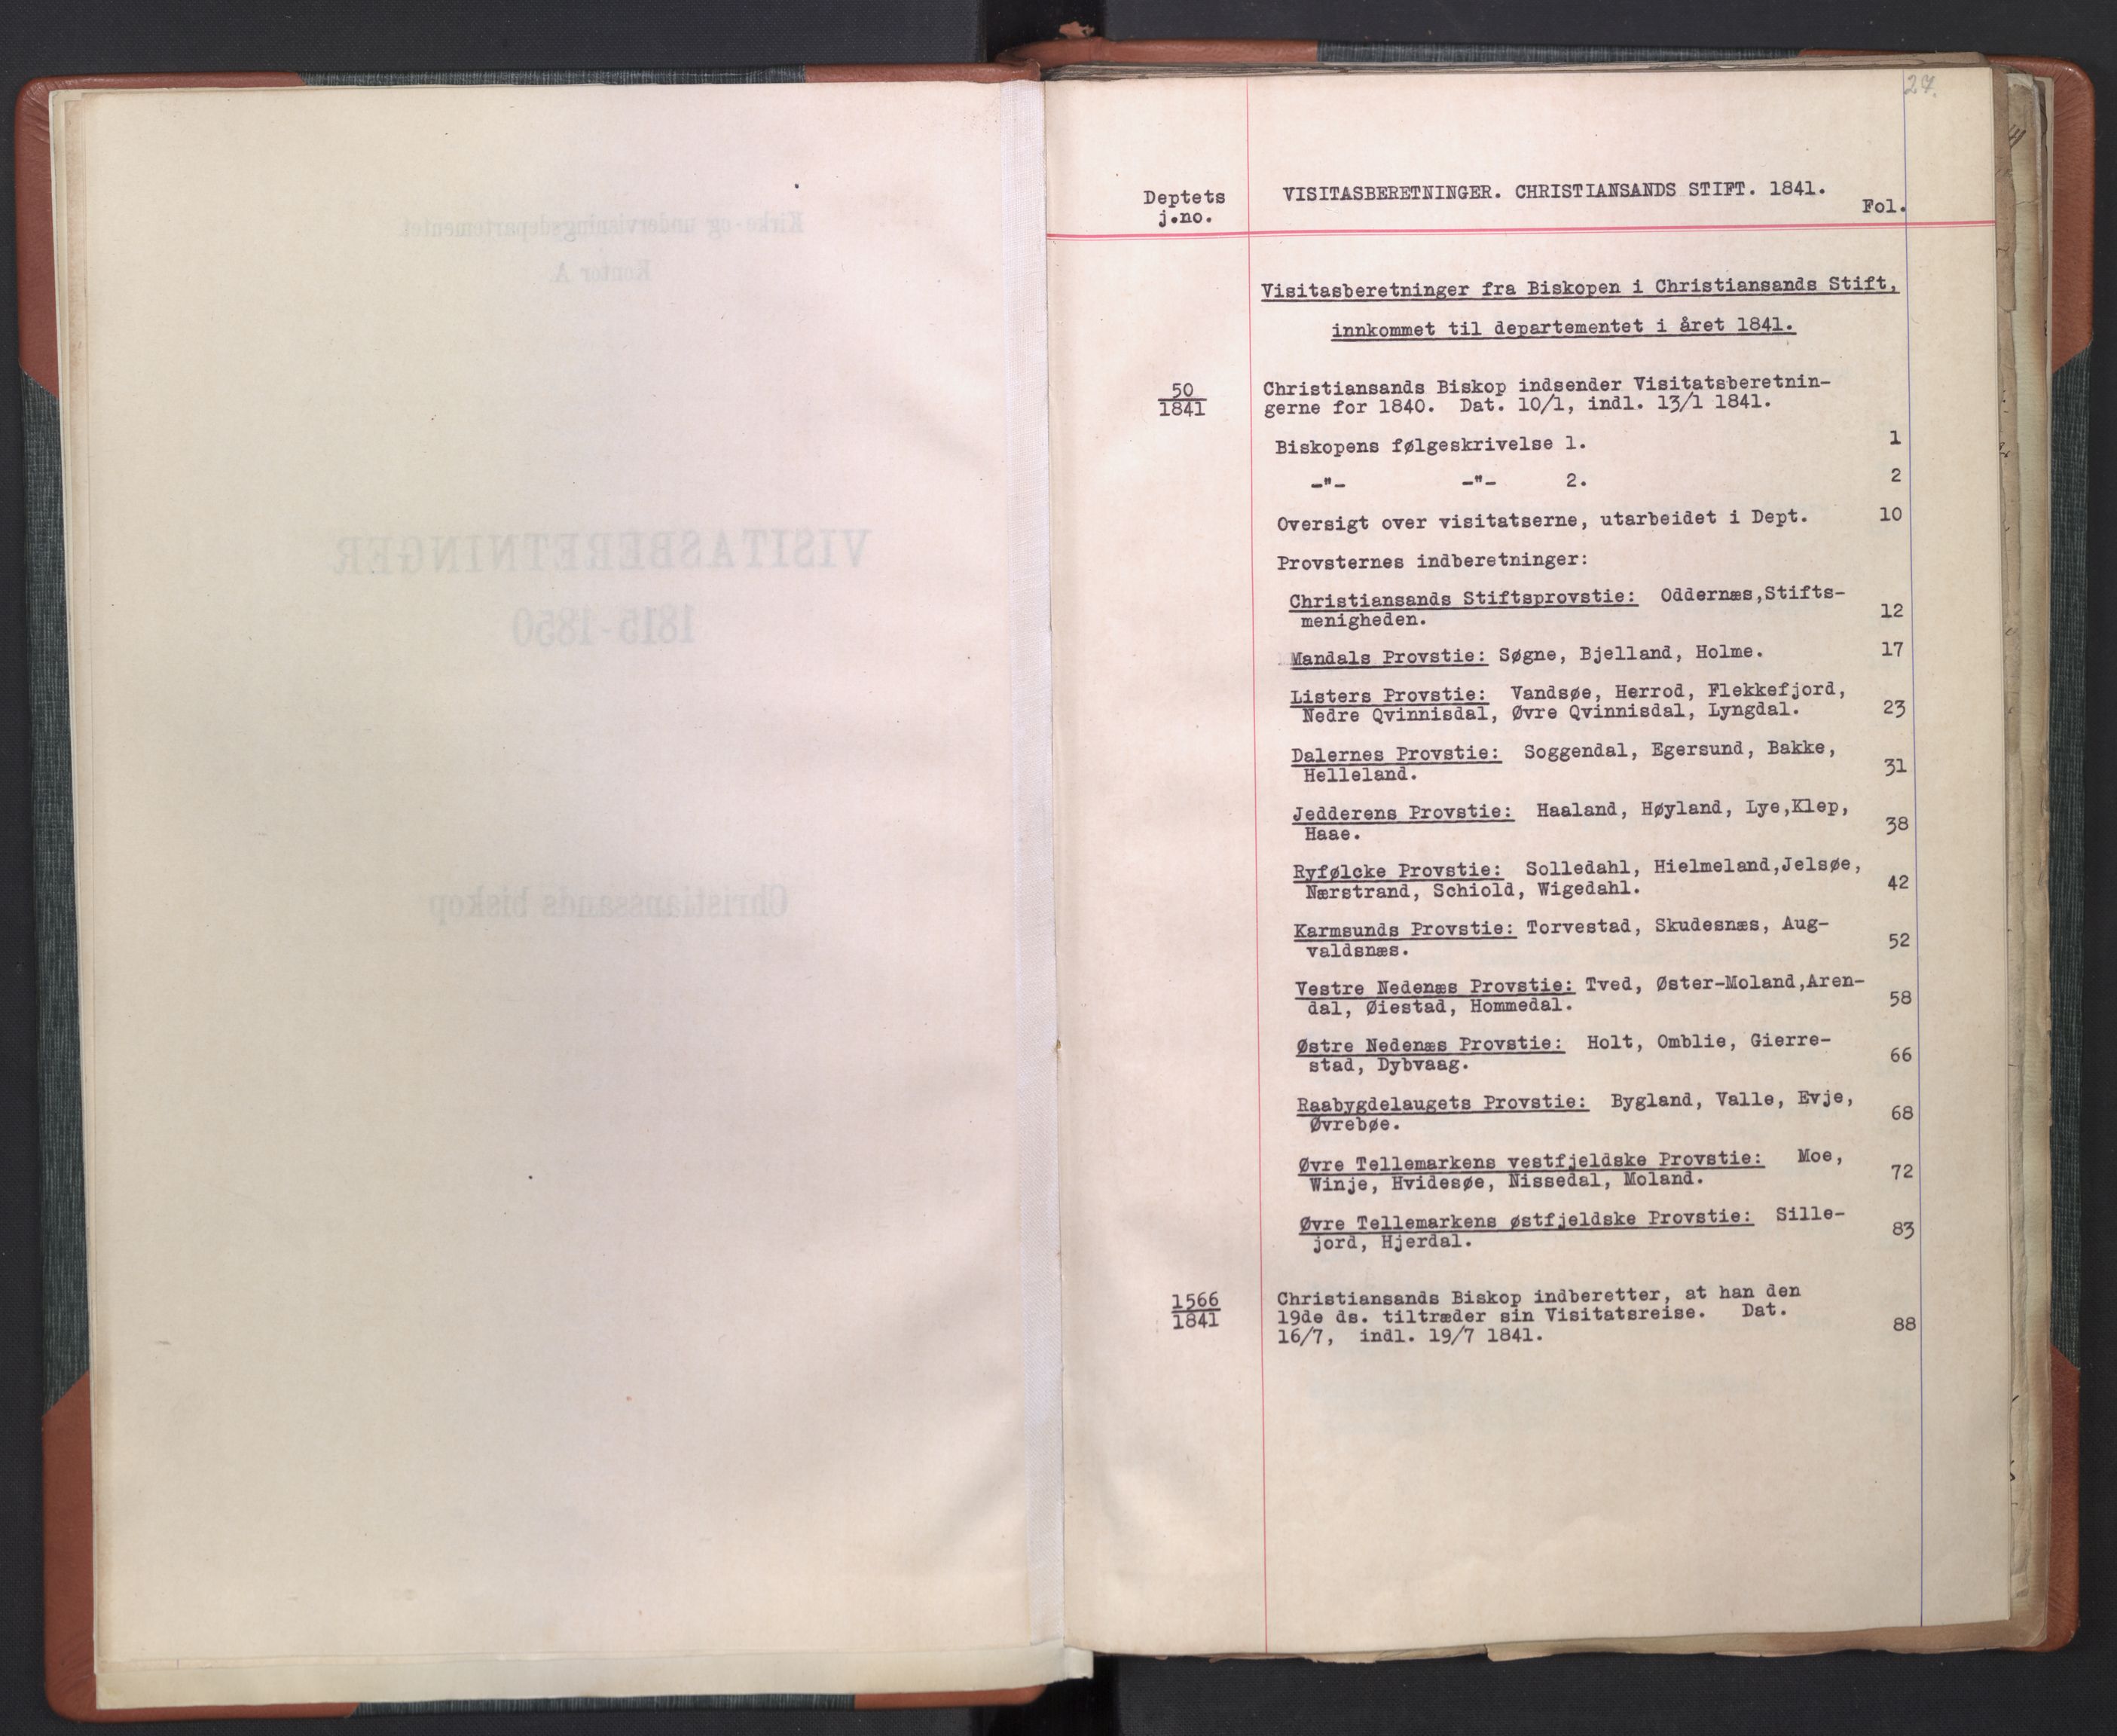 Kirke- og undervisningsdepartementet
Kontor A.
VISITASBERETNINGER
1815-1850
Christianssands biskop
27.
Deptets
j.no.
VISITASBERETNINGER. CHRISTIANSANDS STIFT. 1841.
Fol.
Visitasberetninger fra Biskopen i Christiansands Stift,
innkommet til departementet i året 1841.
50
1841
Christiansands Biskop indsender Visitatsberetnin-
gerne for 1840. Dat. 10/1, indl. 13/1 1841.
Biskopens følgeskrivelse 1. 1
-"- -"- 2. 2
Oversigt over visitatserne, utarbeidet i Dept. 10
Provsternes indberetninger:
Christiansands Stiftsprovstie: Oddernæs,Stifts-
menigheden. 12
Mandals Provstie: Søgne, Bjelland, Holme. 17
Listers Provstie: Vandsøe, Herrod, Flekkefjord,
Nedre Qvinnisdal, Øvre Qvinnisdal, Lyngdal. 23
Dalernes Provstie: Soggendal, Egersund, Bakke,
Helleland. 31
Jedderens Provstie: Haaland, Høyland, Lye,Klep,
Haae. 38
Ryfølcke Provstie: Solledahl, Hielmeland,Jelsøe,
Nærstrand, Schiold, Wigedahl. 42
Karmsunds Provstie: Torvestad, Skudesnæs, Aug-
valdsnæs. 52
Vestre Nedenæs Provstie: Tved, Øster-Moland,Aren-
dal, Øiestad, Hommedal. 58
Østre Nedenæs Provstie: Holt, Omblie, Gierre-
stad, Dybvaag. 66
Raabygdelaugets Provstie: Bygland, Valle, Evje,
Øvrebøe. 68
Øvre Tellemarkens vestfjeldske Provstie: Moe,
Winje, Hvidesøe, Nissedal, Moland. 72
Øvre Tellemarkens østfjeldske Provstie: Sille-
jord, Hjerdal. 83
1566
1841
Christiansands Biskop indberetter, at han den
19de ds. tiltræder sin Visitatsreise. Dat.
16/7, indl. 19/7 1841. 88